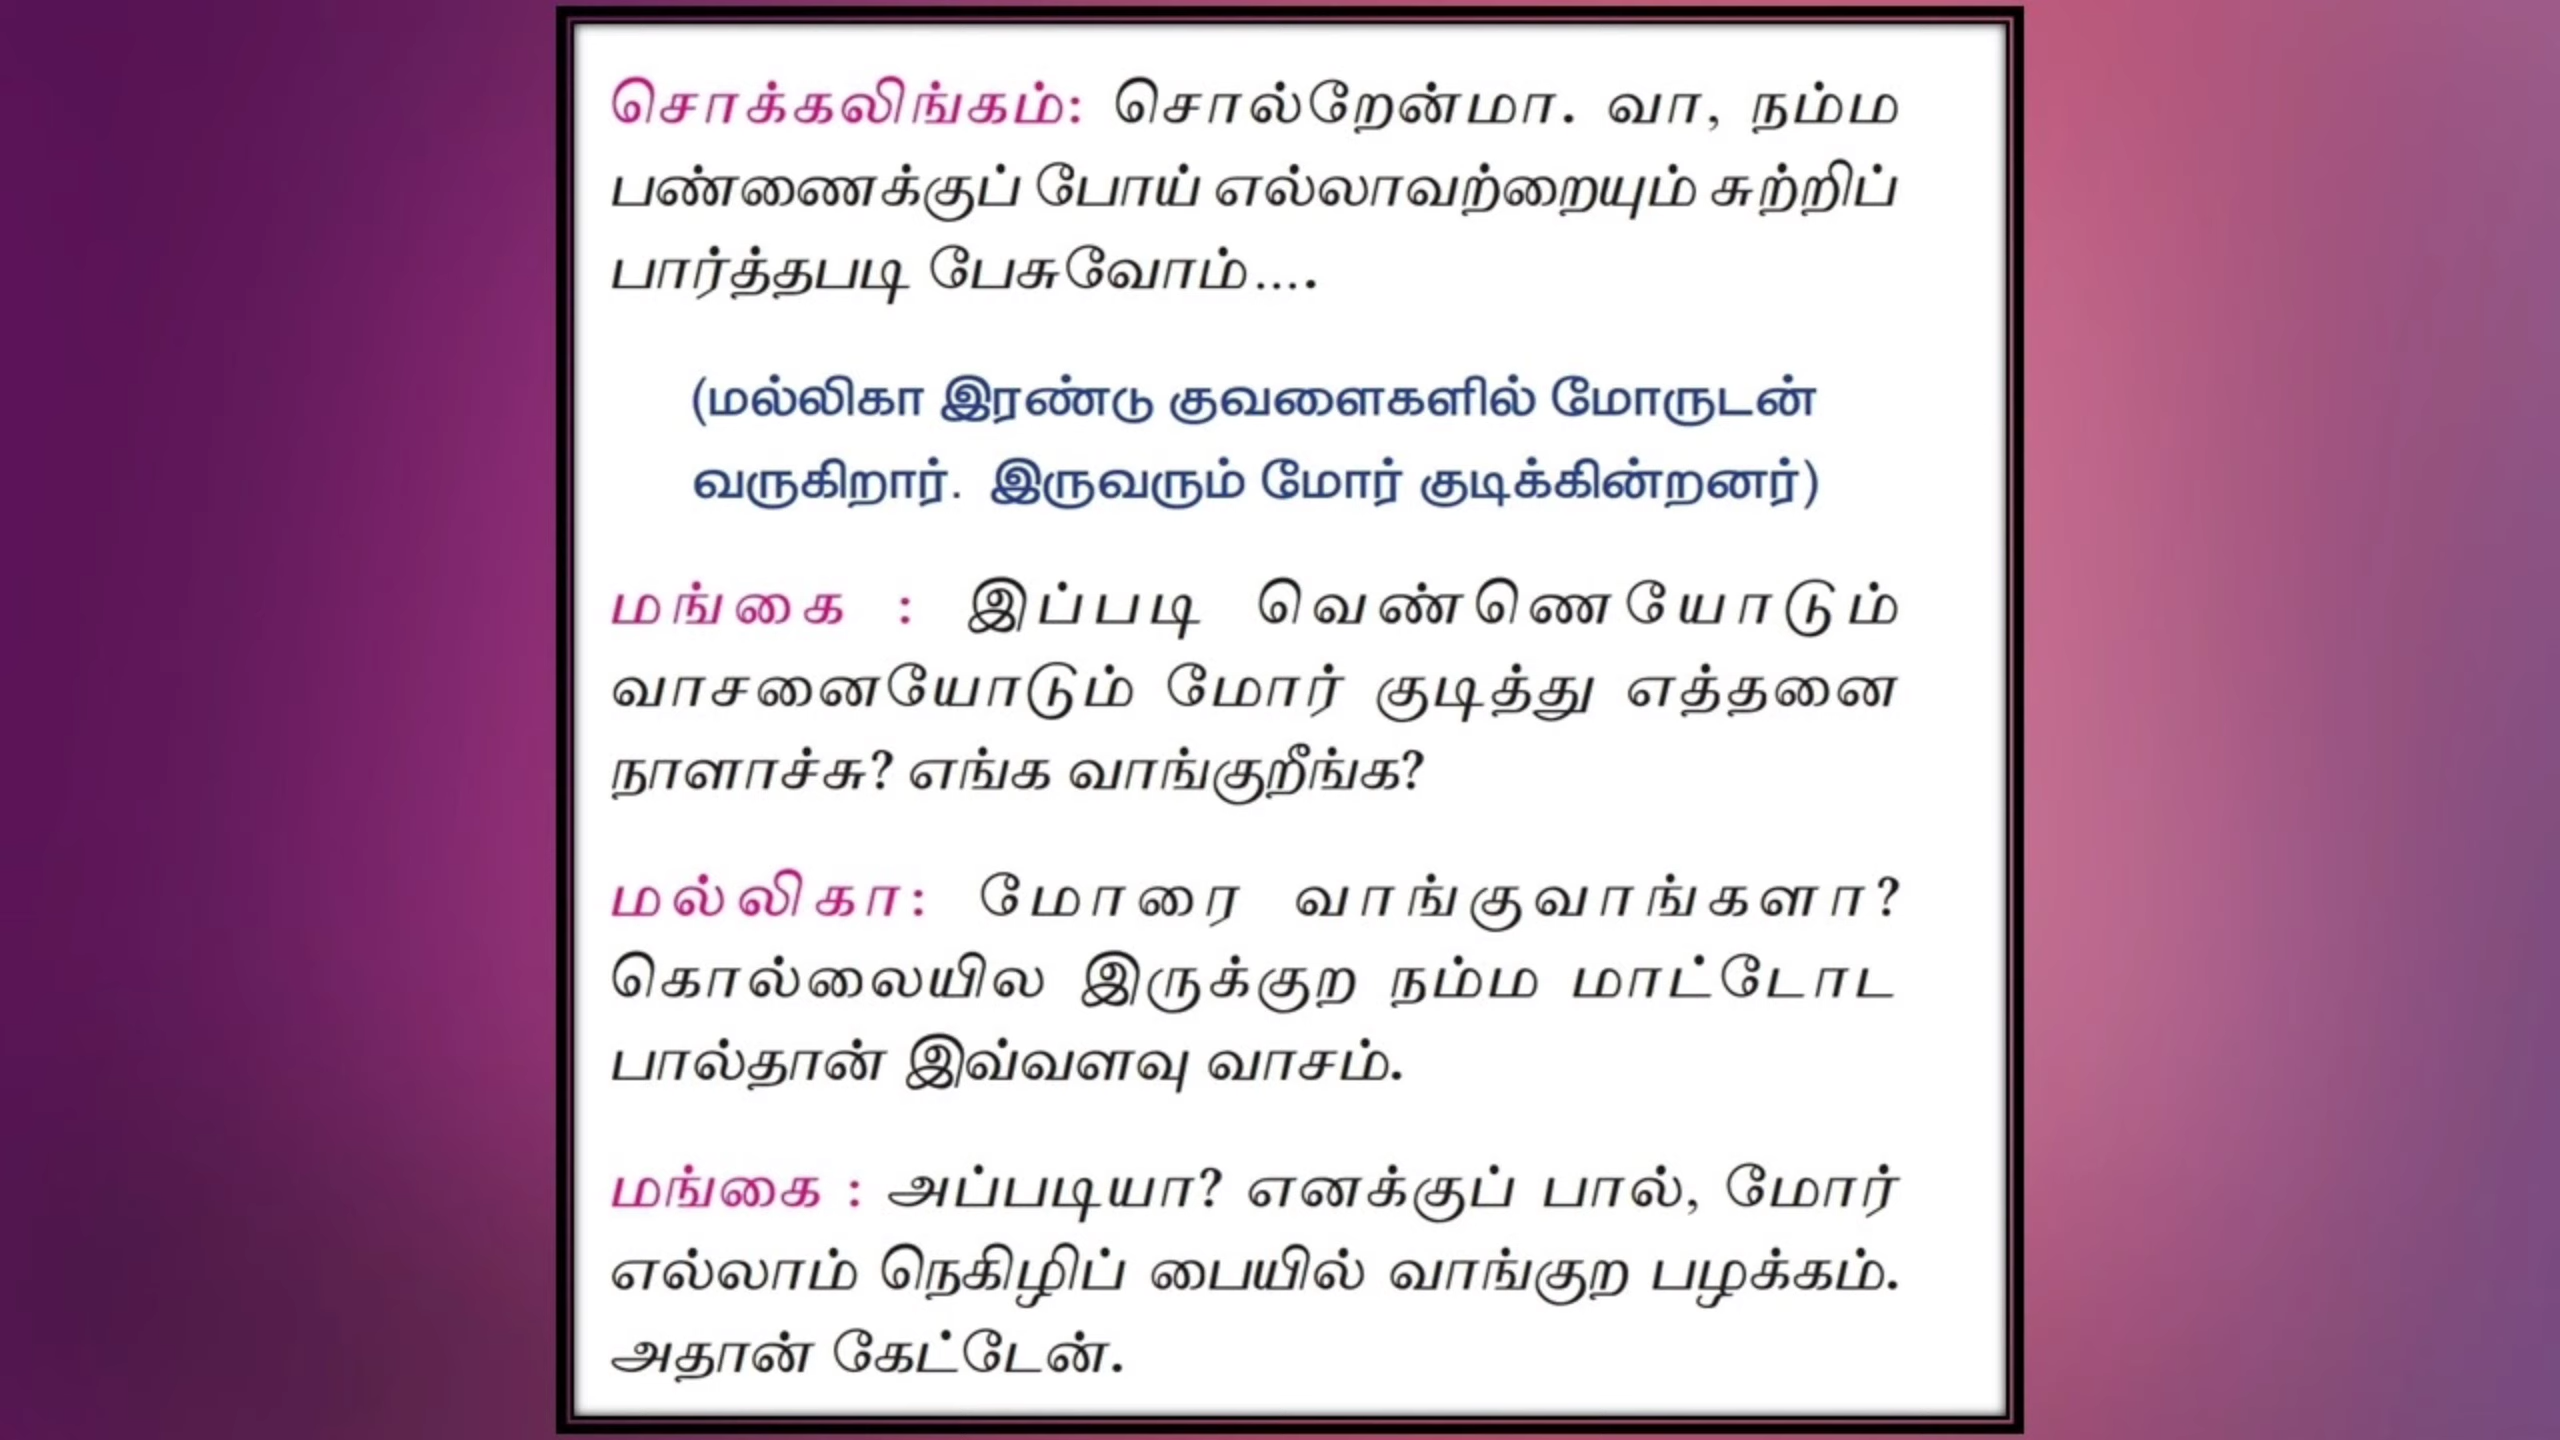 சொக்கலிங்கம்: சொல்றேன்மா. வா, நம்ம
பண்ணைக்குப் போய் எல்லாவற்றையும் சுற்றிப்
பார்த்தபடி பேசுவோம்....
(மல்லிகா இரண்டு குவளைகளில் மோருடன்
வருகிறார். இருவரும் மோர் குடிக்கின்றனர்)
மங்கை : இப்படி வெண்ணெயோடும்
வாசனையோடும் மோர் குடித்து எத்தனை
நாளாச்சு? எங்க வாங்குறீங்க?
மல்லிகா: மோரை வாங்குவாங்களா?
கொல்லையில இருக்குற நம்ம மாட்டோட
பால்தான் இவ்வளவு வாசம்.
மங்கை : அப்படியா? எனக்குப் பால், மோர்
எல்லாம் நெகிழிப் பையில் வாங்குற பழக்கம்.
அதான் கேட்டேன்.